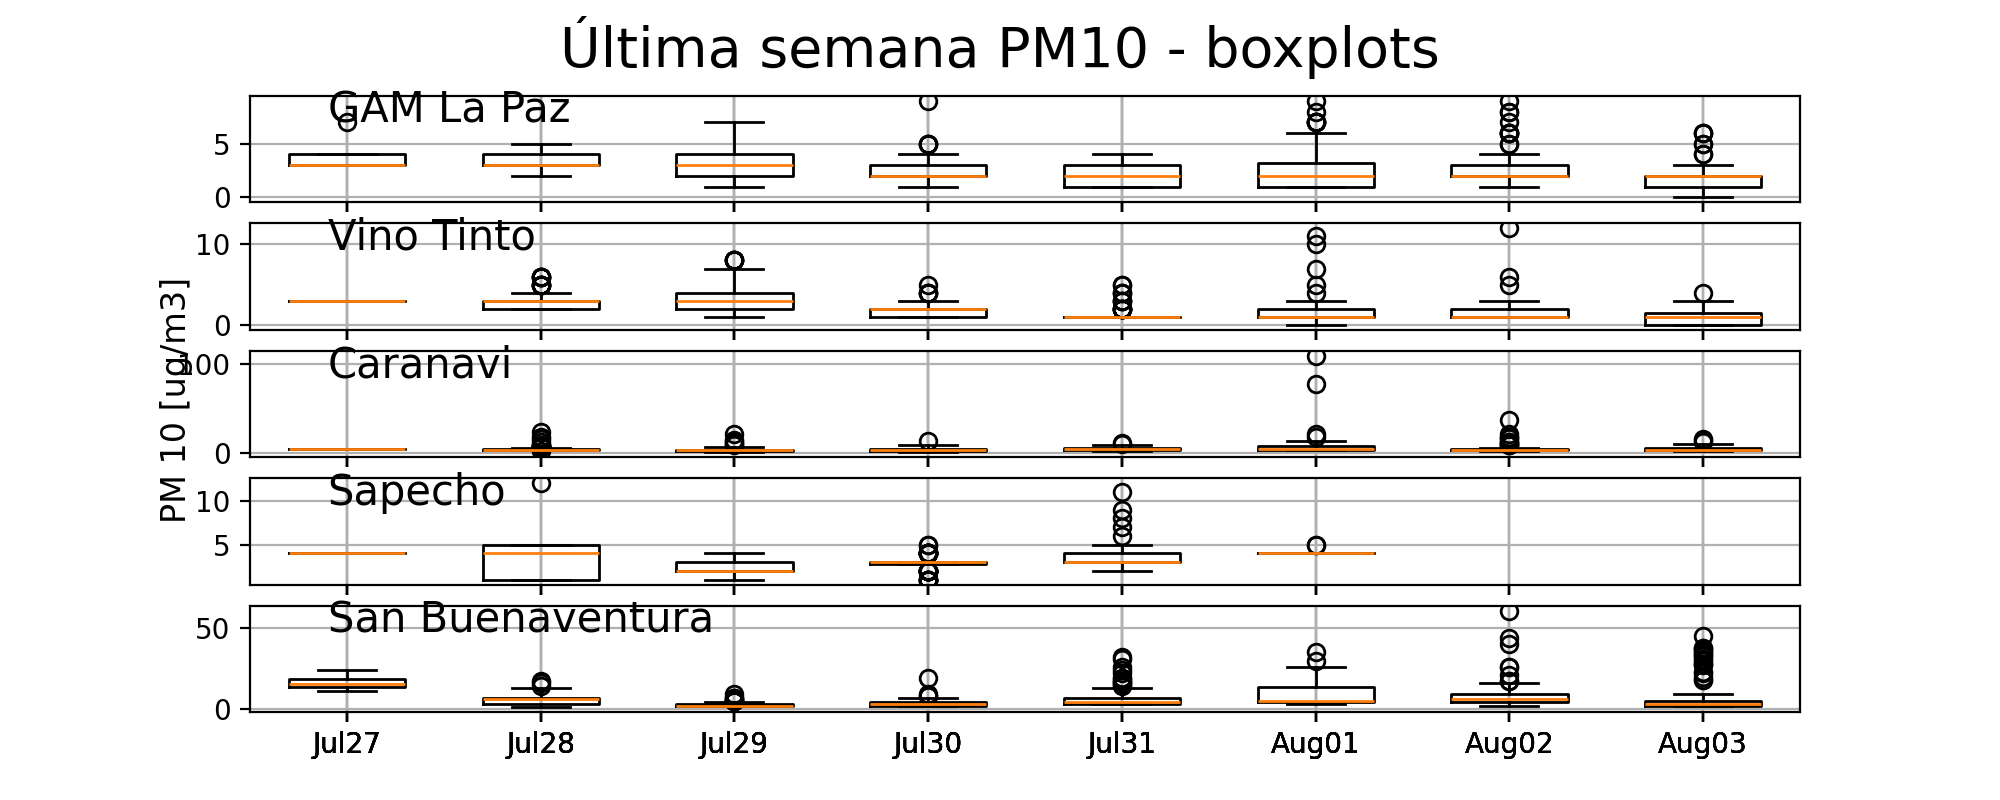 Última semana PM10 - boxplots
GAM La Paz
5
0
Vino Tinto
10
0
PM 10 [ug/m3]
Caranavi
100
0
Sapecho
10
5
San Buenaventura
50
0
Jul27 Jul28 Jul29 Jul30 Jul31 Aug01 Aug02 Aug03